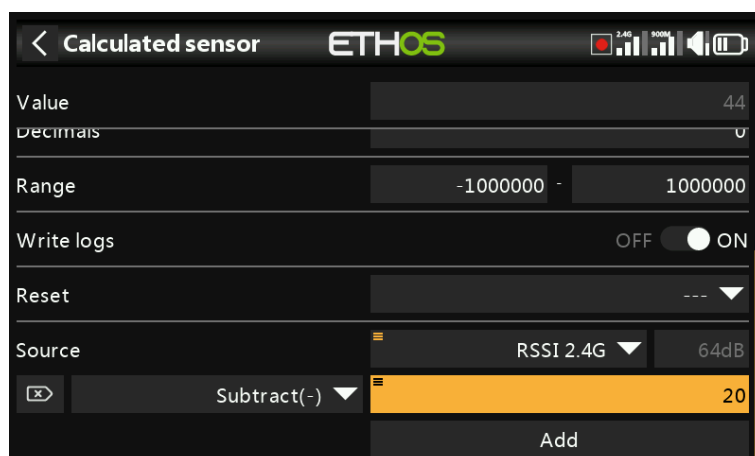 Calculated sensor ETHOS 2.4G 900M
Value 44
Decimals 0
Range -1000000 - 1000000
Write logs OFF ON
Reset ---
Source RSSI 2.4G 64dB
Subtract(-) 20
Add